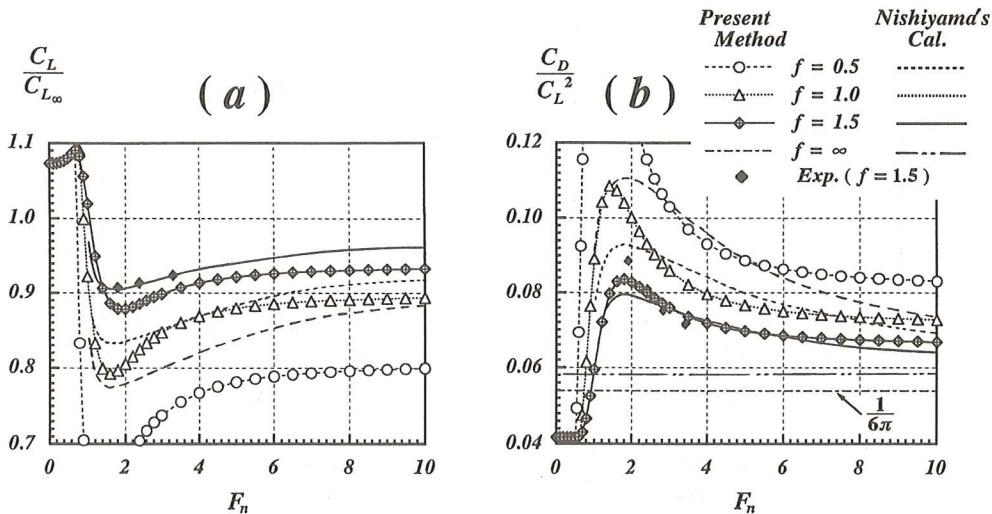 Present Method
Nishiyama's Cal.
f = 0.5
f = 1.0
f = 1.5
f = ∞
Exp. ( f = 1.5 )
C_L / C_L∞
( a )
1.1
1.0
0.9
0.8
0.7
0 2 4 6 8 10
F_n
C_D / C_L^2
( b )
0.12
0.10
0.08
0.06
0.04
1 / 6π
0 2 4 6 8 10
F_n